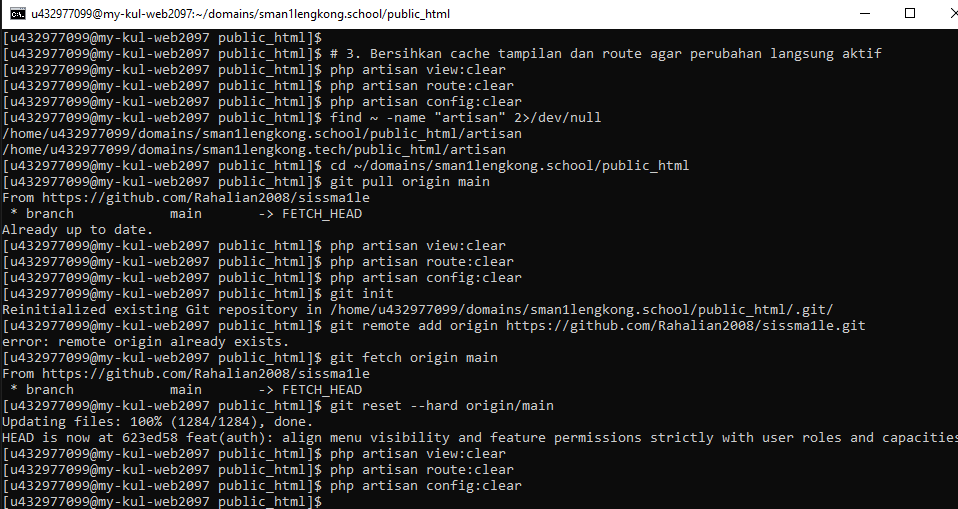 u432977099@my-kul-web2097:~/domains/sman1lengkong.school/public_html
[u432977099@my-kul-web2097 public_html]$
[u432977099@my-kul-web2097 public_html]$ # 3. Bersihkan cache tampilan dan route agar perubahan langsung aktif
[u432977099@my-kul-web2097 public_html]$ php artisan view:clear
[u432977099@my-kul-web2097 public_html]$ php artisan route:clear
[u432977099@my-kul-web2097 public_html]$ php artisan config:clear
[u432977099@my-kul-web2097 public_html]$ find ~ -name "artisan" 2>/dev/null
/home/u432977099/domains/sman1lengkong.school/public_html/artisan
/home/u432977099/domains/sman1lengkong.tech/public_html/artisan
[u432977099@my-kul-web2097 public_html]$ cd ~/domains/sman1lengkong.school/public_html
[u432977099@my-kul-web2097 public_html]$ git pull origin main
From https://github.com/Rahalian2008/sissma1le
 * branch            main       -> FETCH_HEAD
Already up to date.
[u432977099@my-kul-web2097 public_html]$ php artisan view:clear
[u432977099@my-kul-web2097 public_html]$ php artisan route:clear
[u432977099@my-kul-web2097 public_html]$ php artisan config:clear
[u432977099@my-kul-web2097 public_html]$ git init
Reinitialized existing Git repository in /home/u432977099/domains/sman1lengkong.school/public_html/.git/
[u432977099@my-kul-web2097 public_html]$ git remote add origin https://github.com/Rahalian2008/sissma1le.git
error: remote origin already exists.
[u432977099@my-kul-web2097 public_html]$ git fetch origin main
From https://github.com/Rahalian2008/sissma1le
 * branch            main       -> FETCH_HEAD
[u432977099@my-kul-web2097 public_html]$ git reset --hard origin/main
Updating files: 100% (1284/1284), done.
HEAD is now at 623ed58 feat(auth): align menu visibility and feature permissions strictly with user roles and capacities
[u432977099@my-kul-web2097 public_html]$ php artisan view:clear
[u432977099@my-kul-web2097 public_html]$ php artisan route:clear
[u432977099@my-kul-web2097 public_html]$ php artisan config:clear
[u432977099@my-kul-web2097 public_html]$